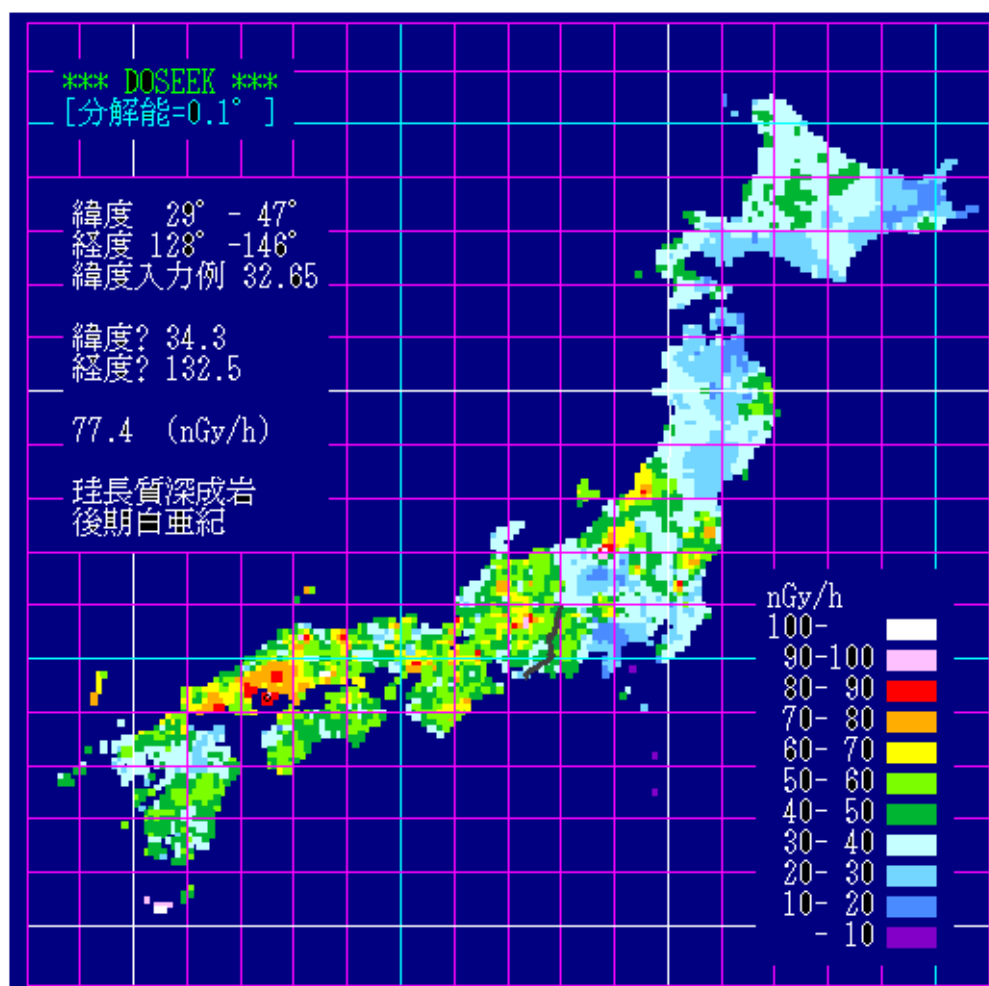 *** DOSEEK ***
[分解能=0.1° ]
緯度 29° - 47°
経度 128° -146°
緯度入力例 32.65
緯度? 34.3
経度? 132.5
77.4 (nGy/h)
珪長質深成岩
後期白亜紀
nGy/h
100-
90-100
80- 90
70- 80
60- 70
50- 60
40- 50
30- 40
20- 30
10- 20
- 10